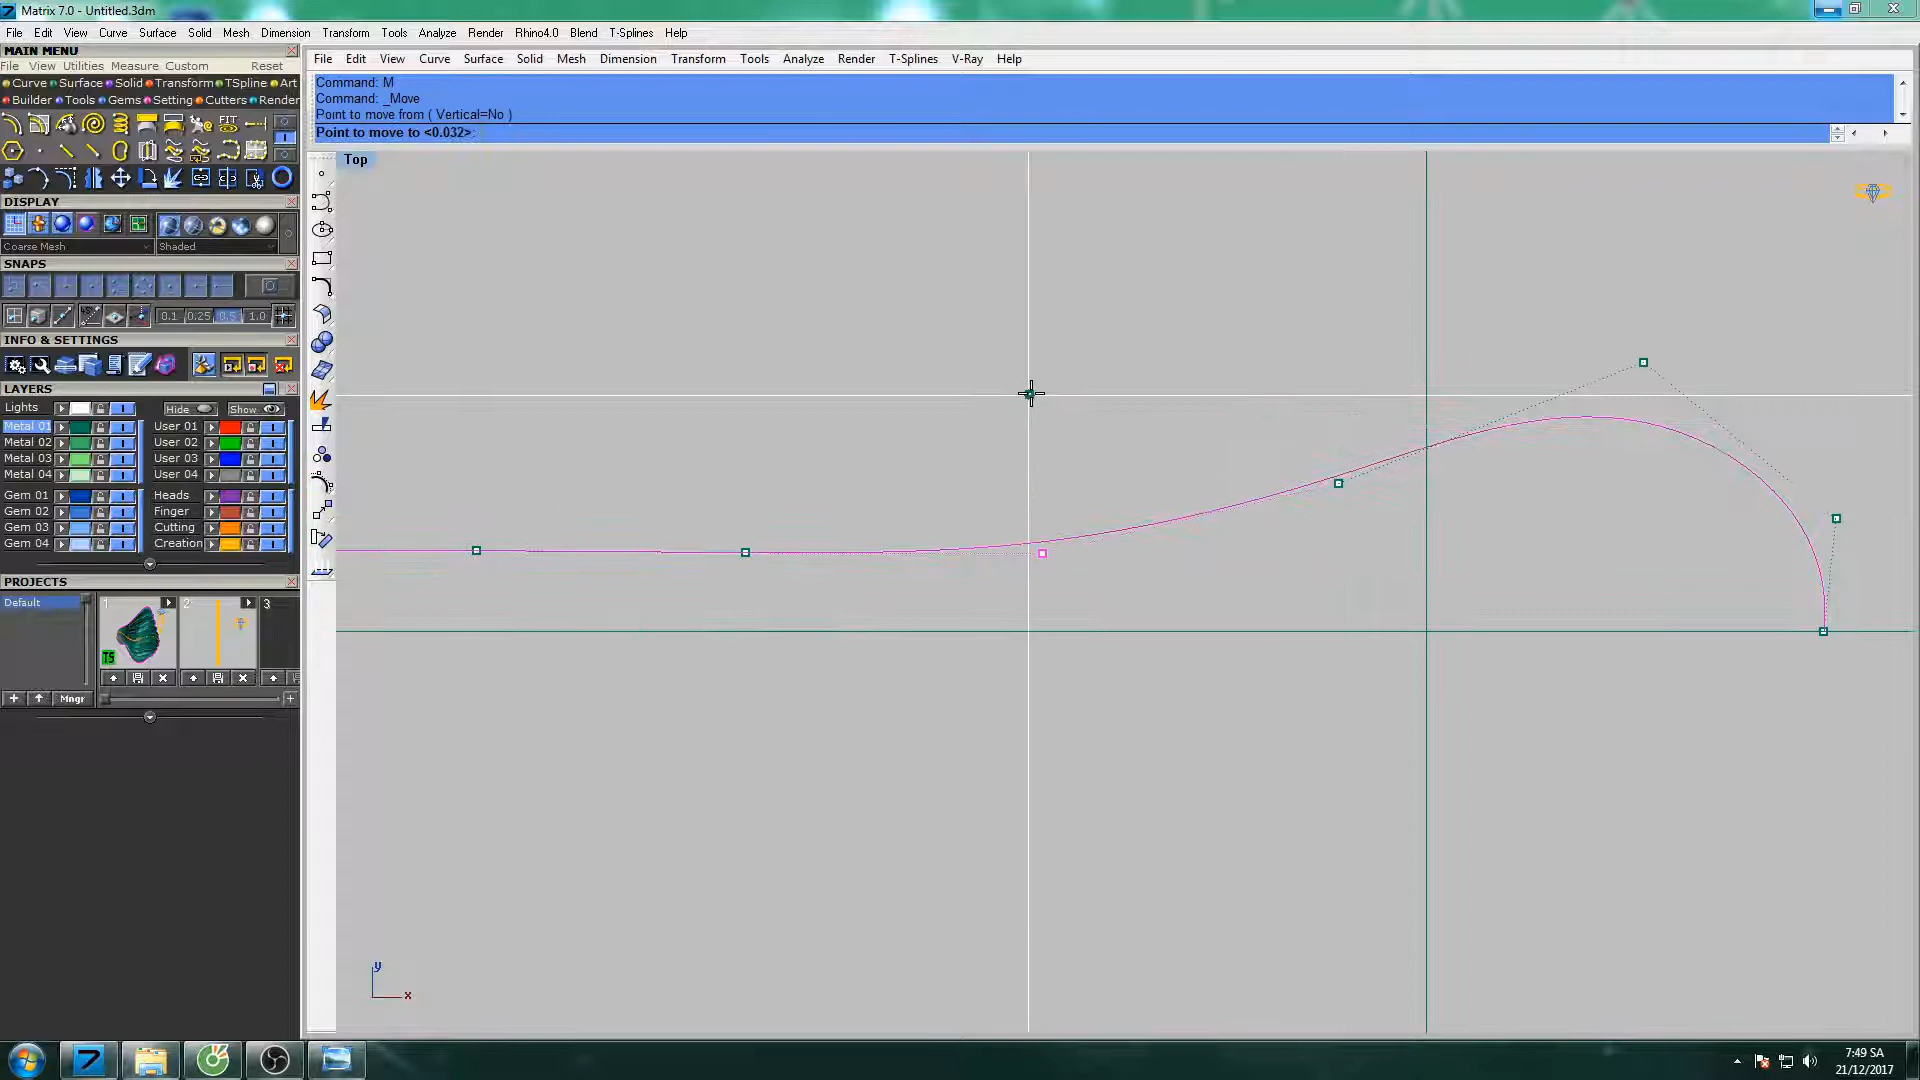 Matrix 7.0 - Untitled.3dm
File Edit View Curve Surface Solid Mesh Dimension Transform Tools Analyze Render Rhino4.0 Blend T-Splines Help
MAIN MENU
File View Utilities Measure Custom Reset
Curve Surface Solid Transform TSpline Art
Builder Tools Gems Setting Cutters Render
FIT
DISPLAY
Coarse Mesh Shaded
SNAPS
0.1 0.25 0.5 1.0
INFO & SETTINGS
LAYERS
Lights Hide Show
Metal 01 User 01
Metal 02 User 02
Metal 03 User 03
Metal 04 User 04
Gem 01 Heads
Gem 02 Finger
Gem 03 Cutting
Gem 04 Creation
PROJECTS
Default 1 2 3
TS
Mngr
File Edit View Curve Surface Solid Mesh Dimension Transform Tools Analyze Render T-Splines V-Ray Help
Command: M
Command: _Move
Point to move from ( Vertical=No )
Point to move to <0.032>:
Top
y
x
7:49 SA
21/12/2017